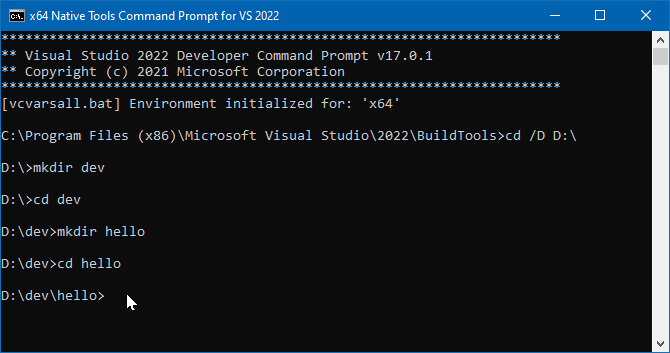 x64 Native Tools Command Prompt for VS 2022
**********************************************************************
** Visual Studio 2022 Developer Command Prompt v17.0.1
** Copyright (c) 2021 Microsoft Corporation
**********************************************************************
[vcvarsall.bat] Environment initialized for: 'x64'
C:\Program Files (x86)\Microsoft Visual Studio\2022\BuildTools>cd /D D:\
D:\>mkdir dev
D:\>cd dev
D:\dev>mkdir hello
D:\dev>cd hello
D:\dev\hello>